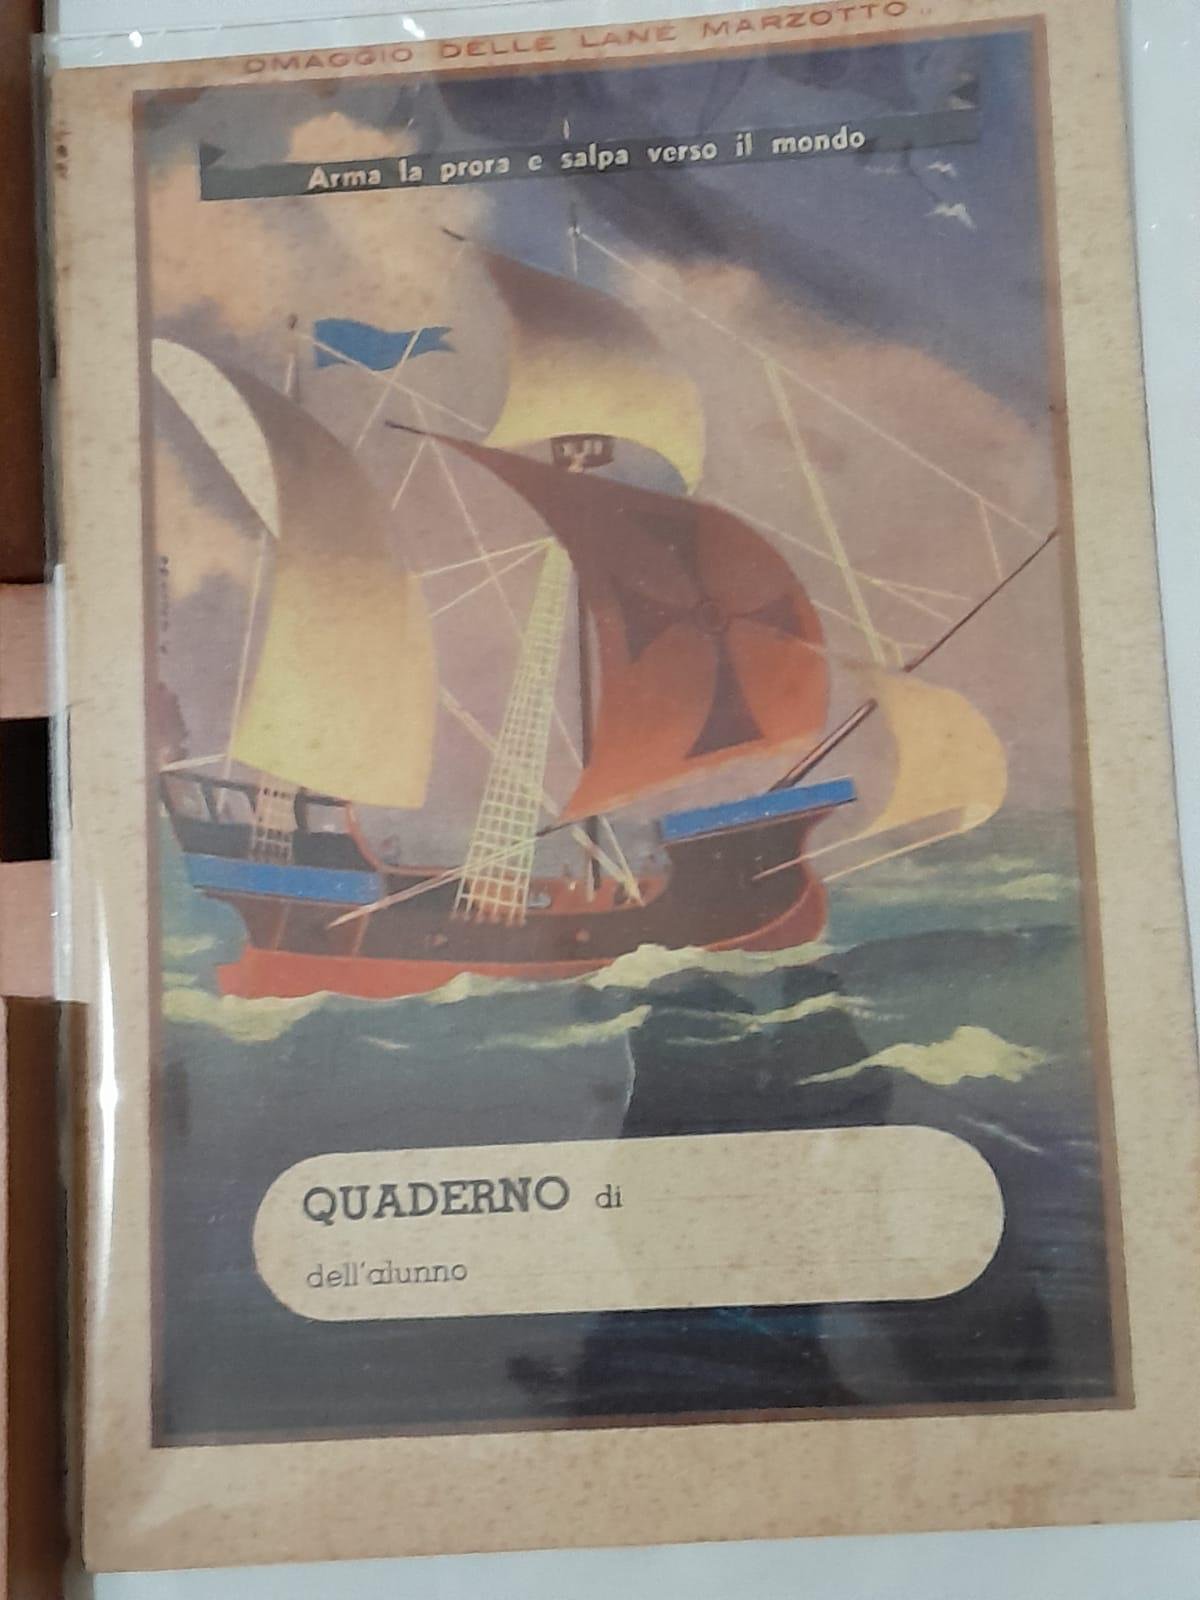 OMAGGIO DELLE LANE MARZOTTO
Arma la prora e salpa verso il mondo
QUADERNO di
dell'alunno